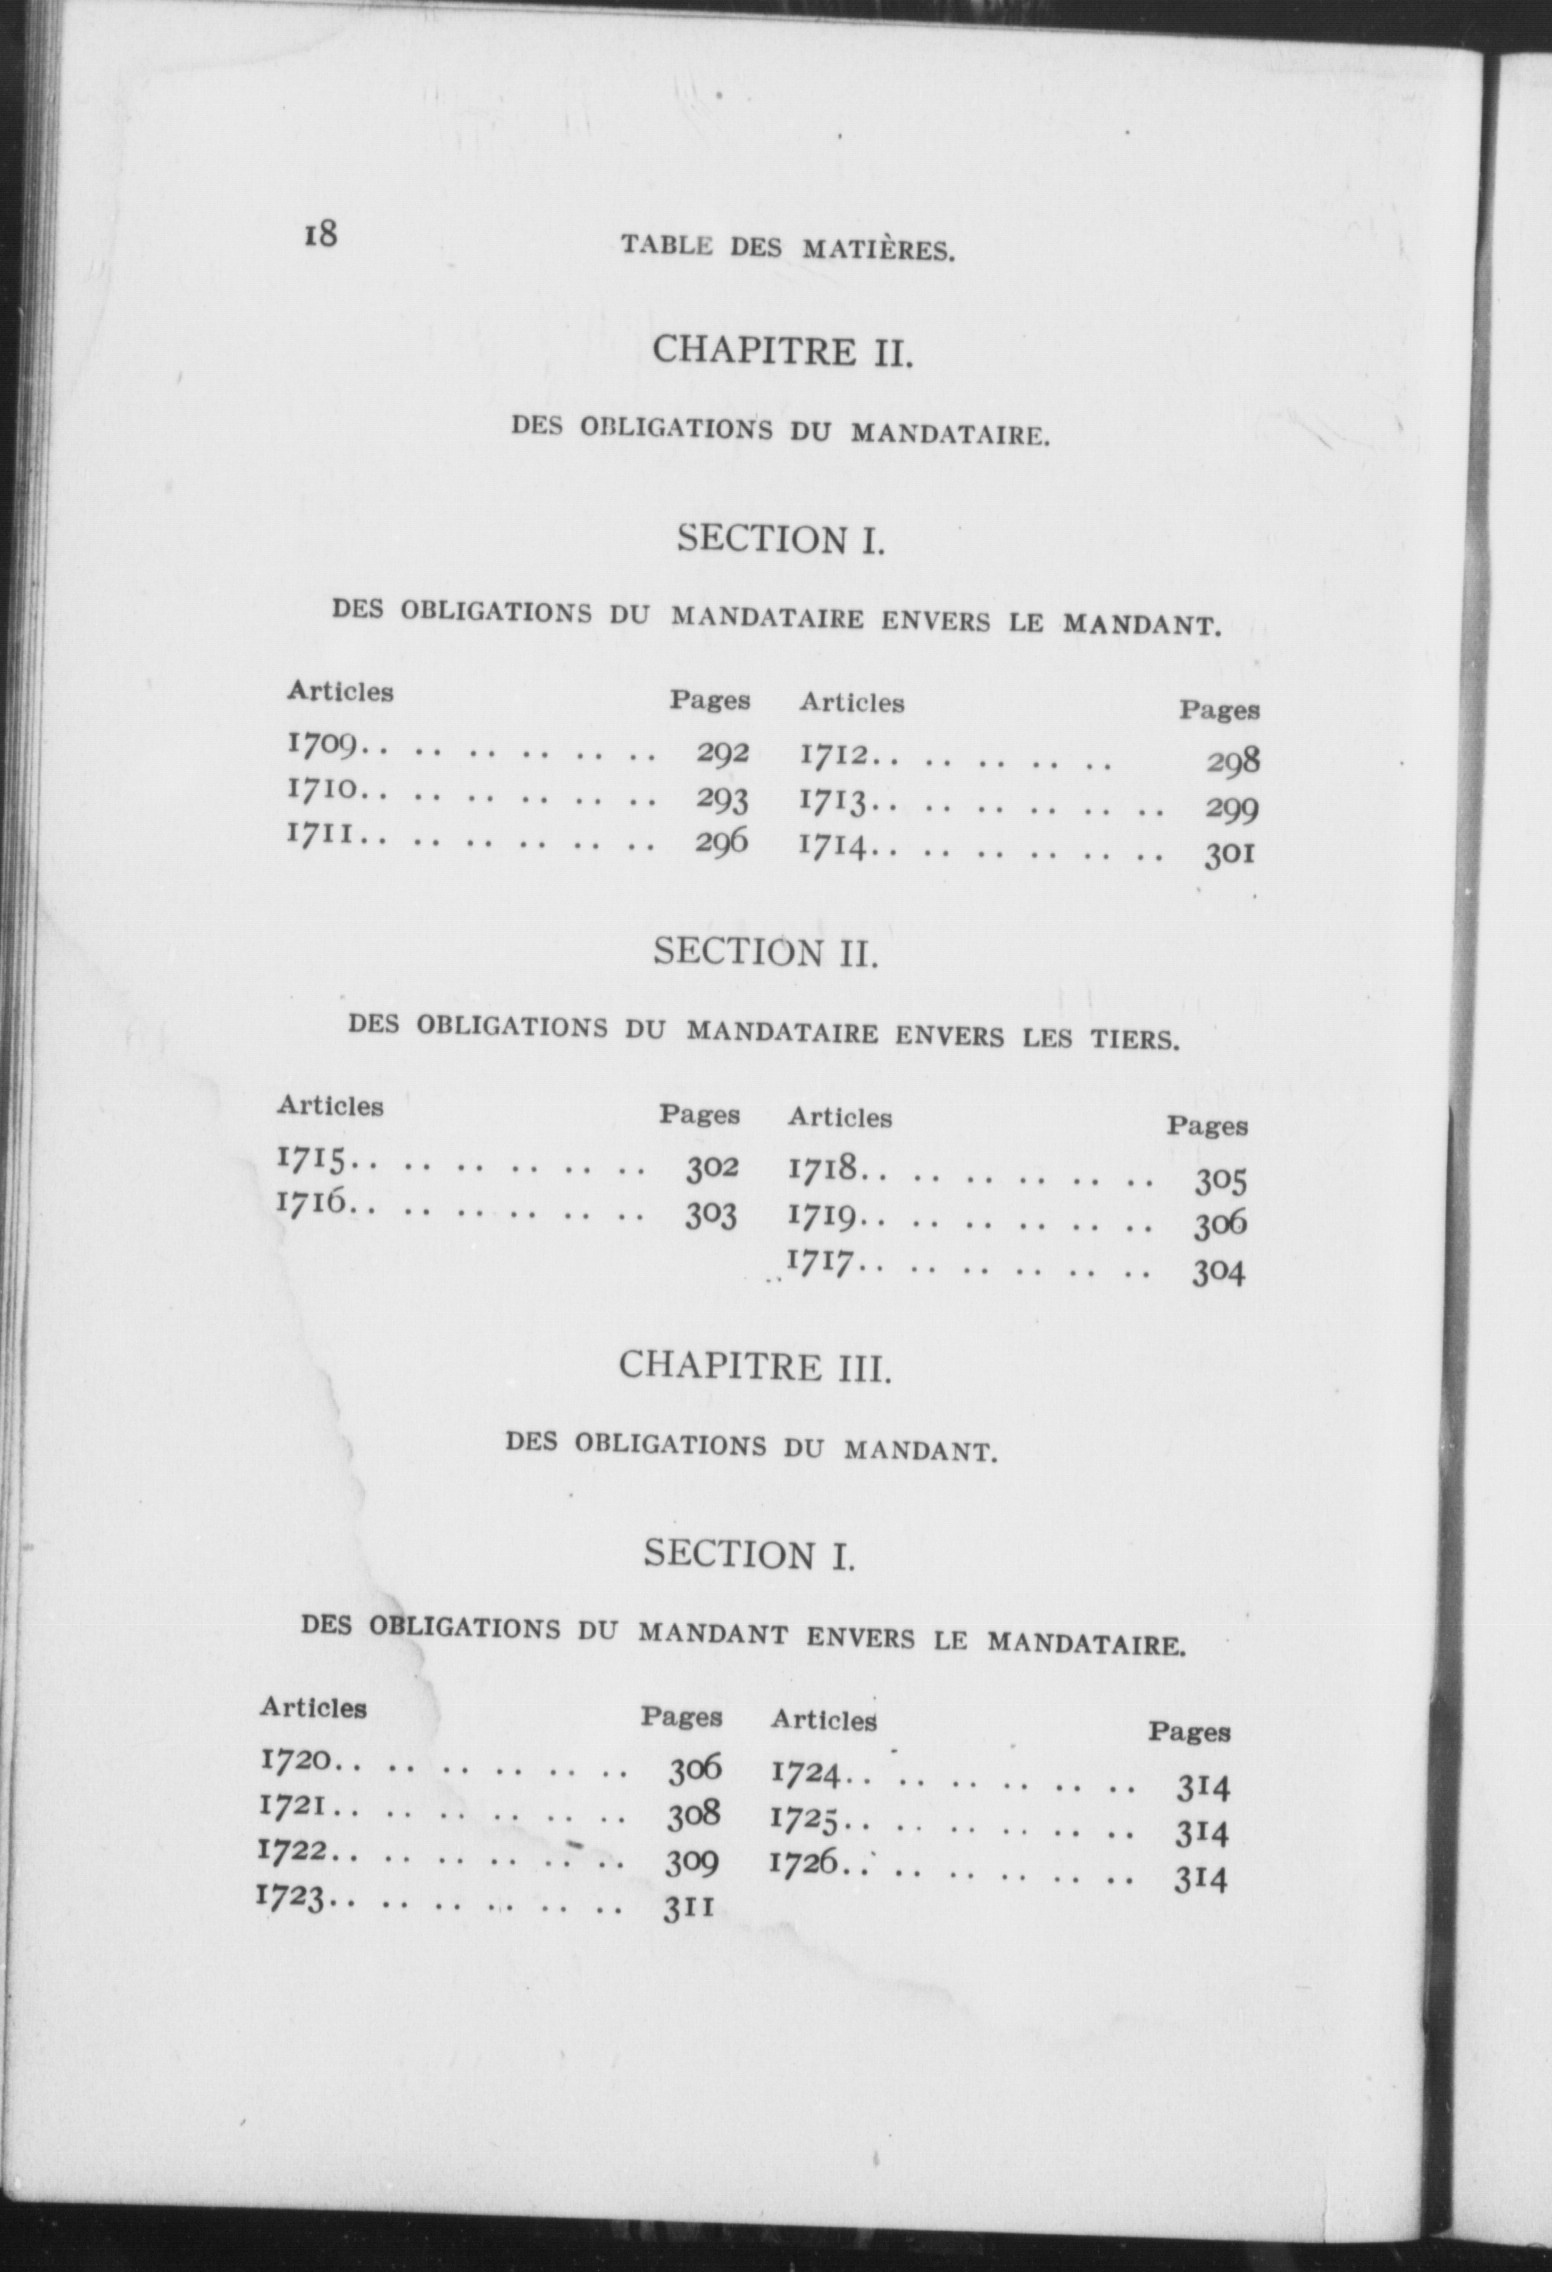 18 TABLE DES MATIÈRES.
CHAPITRE II.
DES OBLIGATIONS DU MANDATAIRE.
SECTION I.
DES OBLIGATIONS DU MANDATAIRE ENVERS LE MANDANT.
Articles Pages Articles Pages
1709.. .. .. .. .. .. 292 1712.. .. .. .. .. 298
1710.. .. .. .. .. .. 293 1713.. .. .. .. .. .. 299
1711.. .. .. .. .. .. 296 1714.. .. .. .. .. .. 301
SECTION II.
DES OBLIGATIONS DU MANDATAIRE ENVERS LES TIERS.
Articles Pages Articles Pages
1715.. .. .. .. .. .. 302 1718.. .. .. .. .. .. 305
1716.. .. .. .. .. .. 303 1719.. .. .. .. .. .. 306
1717.. .. .. .. .. .. 304
CHAPITRE III.
DES OBLIGATIONS DU MANDANT.
SECTION I.
DES OBLIGATIONS DU MANDANT ENVERS LE MANDATAIRE.
Articles Pages Articles Pages
1720.. .. .. .. .. .. 306 1724.. .. .. .. .. .. 314
1721.. .. .. .. .. .. 308 1725.. .. .. .. .. .. 314
1722.. .. .. .. .. .. 309 1726.. .. .. .. .. .. 314
1723.. .. .. .. .. .. 311